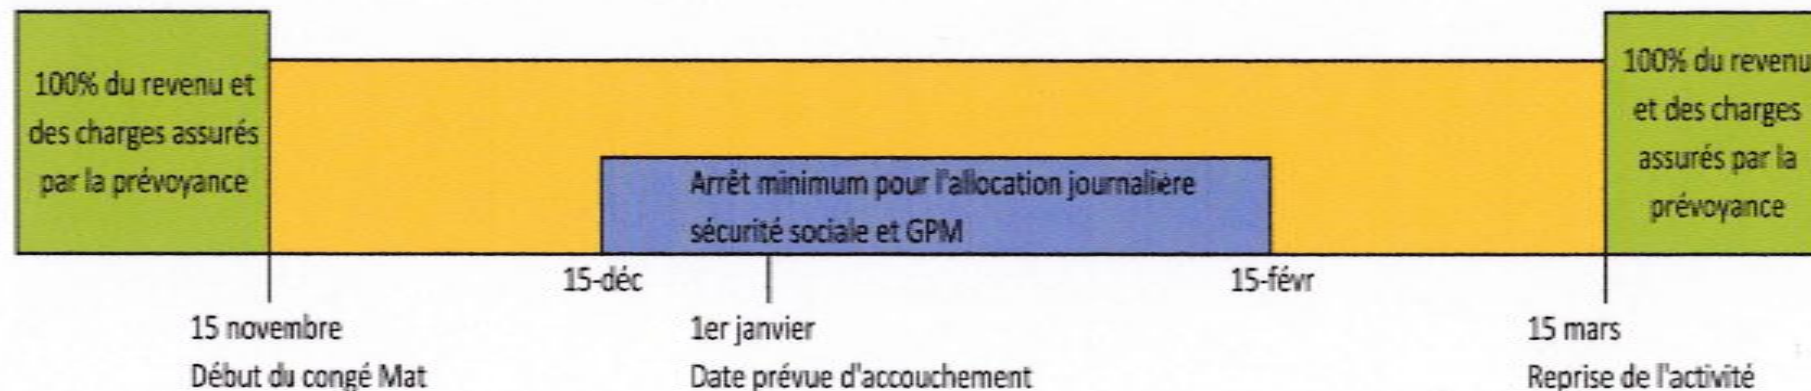 100% du revenu et
des charges assurés
par la prévoyance
100% du revenu
et des charges
assurés par la
prévoyance
Arrêt minimum pour l'allocation journalière
sécurité sociale et GPM
15-déc
15-févr
15 novembre
Début du congé Mat
1er janvier
Date prévue d'accouchement
15 mars
Reprise de l'activité